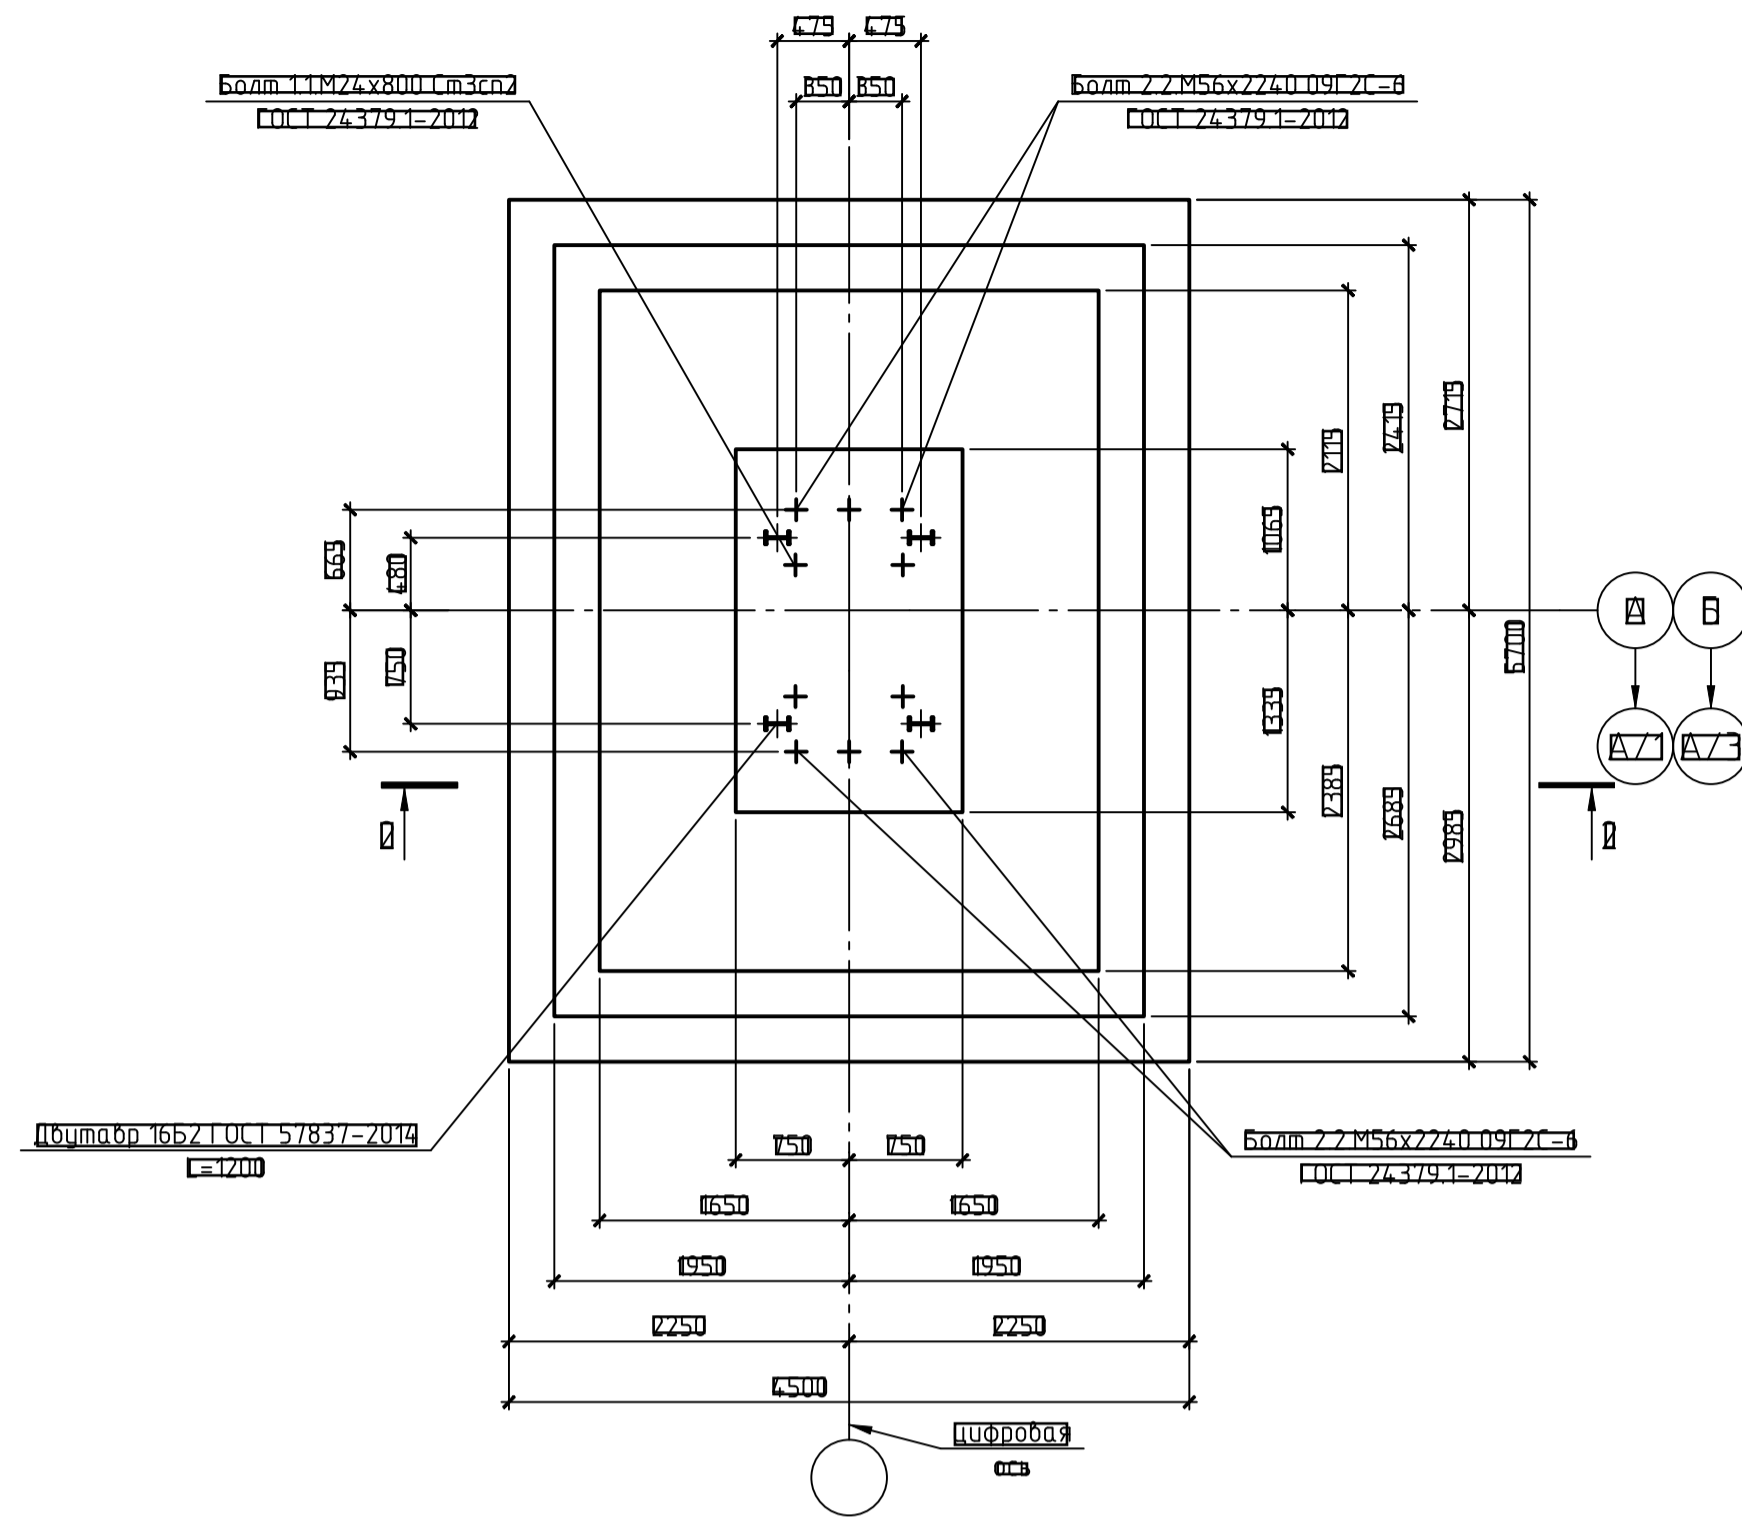 475 475
350 350
Болт 1.1.М24х800 Ст3сп2
ГОСТ 24379.1-2012
Болт 2.2.М56х2240 09Г2С-6
ГОСТ 24379.1-2012
2715
2415
2115
1065
665
480
А Б
5700
750
935
1335
А/1 А/3
2385
2685
2985
2 2
Двутавр 16Б2 ГОСТ 57837-2014
L=1200
Болт 2.2.М56х2240 09Г2С-6
ГОСТ 24379.1-2012
750 750
1650 1650
1950 1950
2250 2250
4500
цифровая
ось